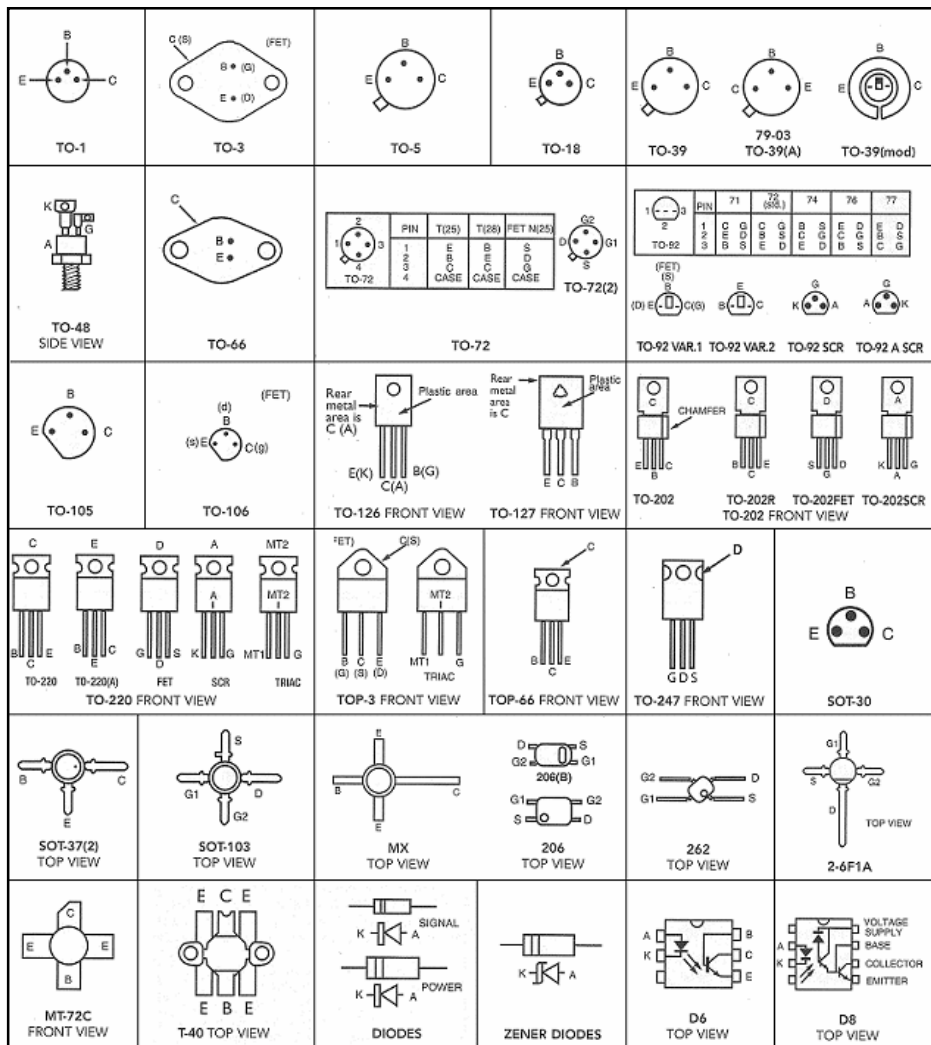 B
E
C
TO-1
C (S)
(FET)
B (G)
E (D)
TO-3
B
E
C
TO-5
B
E
C
TO-18
B
E
C
TO-39
B
C
E
79-03
TO-39(A)
B
E
C
TO-39(mod)
K
G
A
TO-48
SIDE VIEW
C
B
E
TO-66
2
1
3
4
TO-72
PIN T(25) T(28) FET N(25)
1 E B S
2 B E D
3 C C G
4 CASE CASE CASE
G2
D
G1
S
TO-72(2)
TO-72
1
3
2
TO-92
PIN 71 72 (std.) 74 76 77
1 C G C G B S E G E D
2 E D B S C G C D B C
3 B S E D E D B S C G
(FET)
(S)
B
(D) E
C(G)
TO-92 VAR.1
E
B
C
TO-92 VAR.2
G
K
A
TO-92 SCR
G
A
K
TO-92 A SCR
B
E
C
TO-105
(d)
(FET)
B
(s) E
C(g)
TO-106
Rear
metal
area is
C (A)
Plastic area
E(K)
B(G)
C(A)
TO-126 FRONT VIEW
Rear
metal
area
is C
Plastic
area
E C B
TO-127 FRONT VIEW
C
CHAMFER
E C
B
TO-202
C
B E
C
TO-202R
D
S D
G
TO-202FET
A
K G
A
TO-202SCR
TO-202 FRONT VIEW
C
B E
C
TO-220
E
B C
E
TO-220(A)
D
G S
D
FET
A
A
K G
SCR
MT2
MT2
MT1 G
TRIAC
TO-220 FRONT VIEW
FET)
C(S)
B C E
(G) (S) (D)
MT2
MT1 G
TRIAC
TOP-3 FRONT VIEW
C
B E
C
TOP-66 FRONT VIEW
D
G D S
TO-247 FRONT VIEW
B
E
C
SOT-30
B
C
E
SOT-37(2)
TOP VIEW
S
G1
D
G2
SOT-103
TOP VIEW
E
B
C
E
MX
TOP VIEW
D S
G2 G1
206(B)
G1 G2
S D
206
TOP VIEW
G2 D
G1 S
262
TOP VIEW
G1
S
G2
D
TOP VIEW
2-6F1A
C
E
E
B
MT-72C
FRONT VIEW
E C E
E B E
T-40 TOP VIEW
SIGNAL
K A
POWER
K A
DIODES
K A
ZENER DIODES
A
K
B
C
E
D6
TOP VIEW
A
K
VOLTAGE
SUPPLY
BASE
COLLECTOR
EMITTER
D8
TOP VIEW